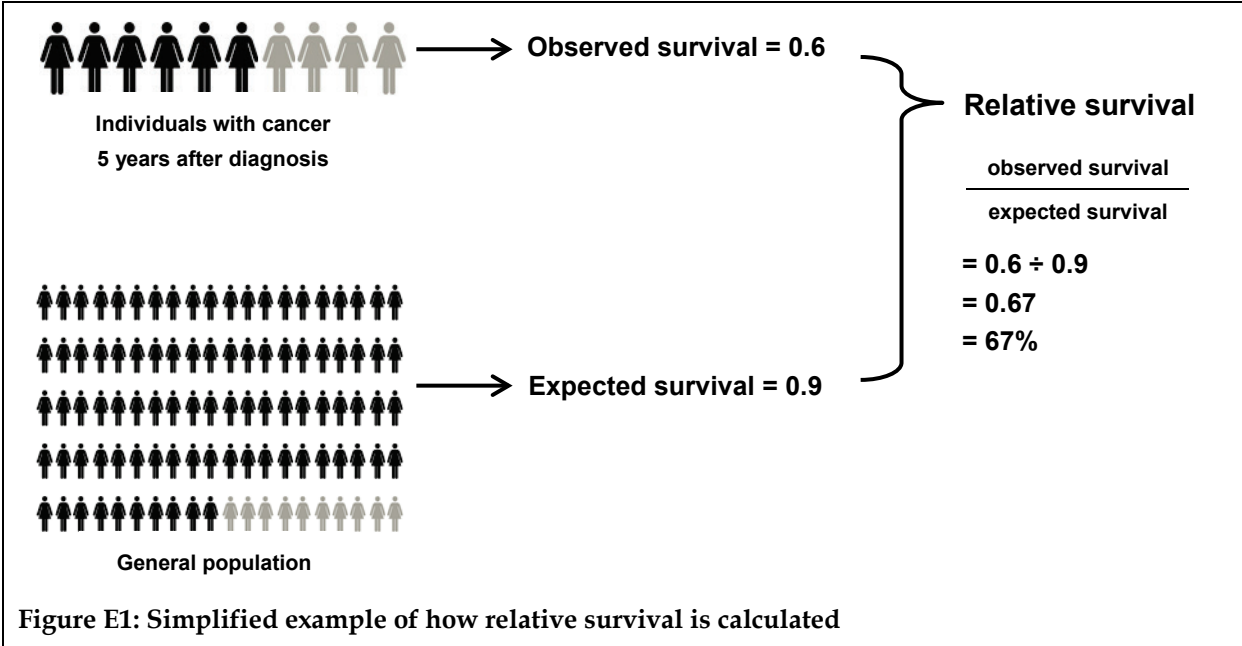 Observed survival = 0.6
Individuals with cancer
5 years after diagnosis
Relative survival
observed survival
expected survival
= 0.6 ÷ 0.9
= 0.67
= 67%
Expected survival = 0.9
General population
Figure E1: Simplified example of how relative survival is calculated